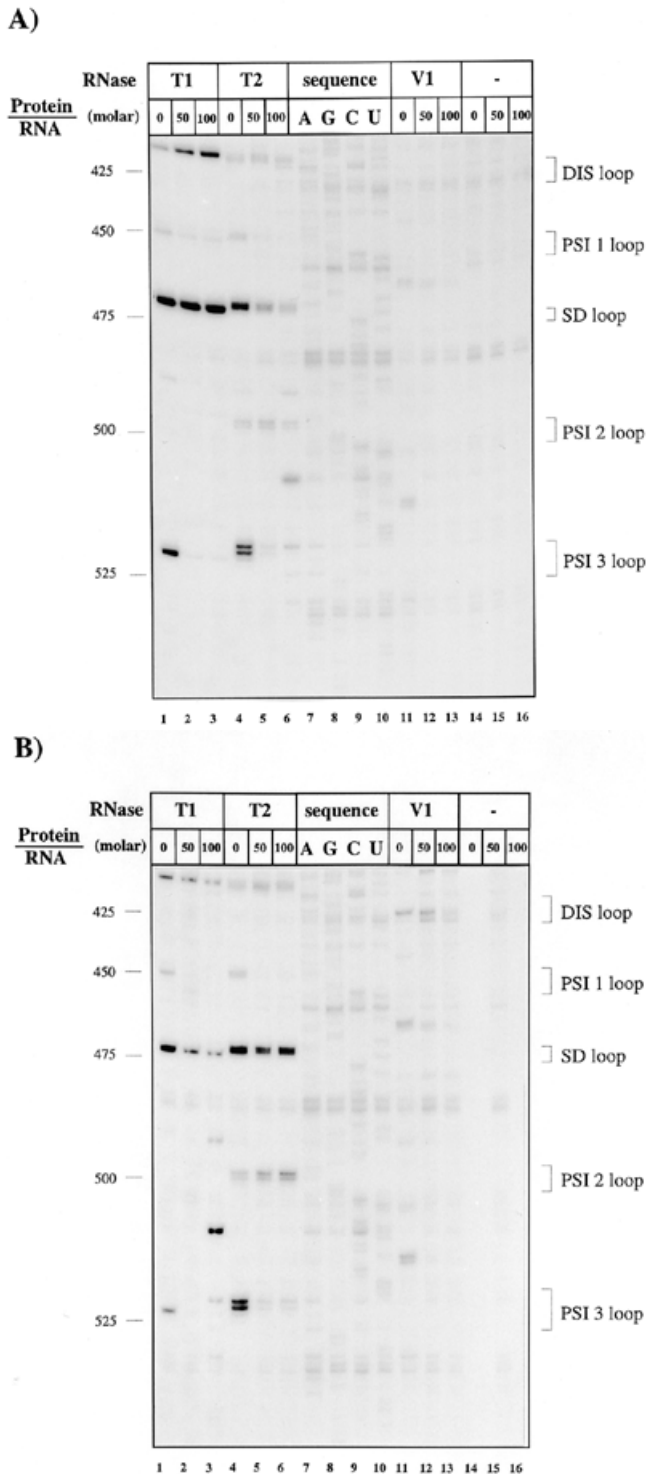 A)
RNase T1 T2 sequence V1 -
Protein/RNA (molar) 0 50 100 0 50 100 A G C U 0 50 100 0 50 100
425 DIS loop
450 PSI 1 loop
475 SD loop
500 PSI 2 loop
525 PSI 3 loop
1 2 3 4 5 6 7 8 9 10 11 12 13 14 15 16
B)
RNase T1 T2 sequence V1 -
Protein/RNA (molar) 0 50 100 0 50 100 A G C U 0 50 100 0 50 100
425 DIS loop
450 PSI 1 loop
475 SD loop
500 PSI 2 loop
525 PSI 3 loop
1 2 3 4 5 6 7 8 9 10 11 12 13 14 15 16